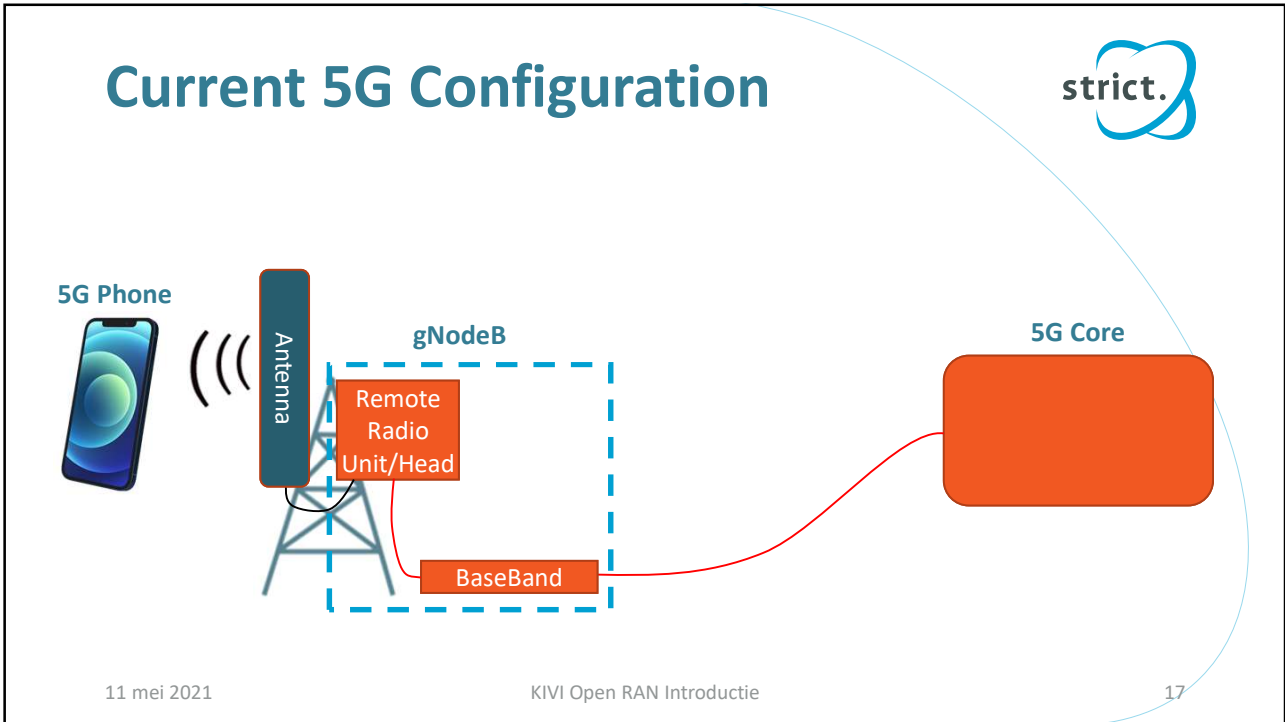 Current 5G Configuration
strict.
5G Phone
Antenna
gNodeB
Remote
Radio
Unit/Head
BaseBand
5G Core
11 mei 2021
KIVI Open RAN Introductie
17